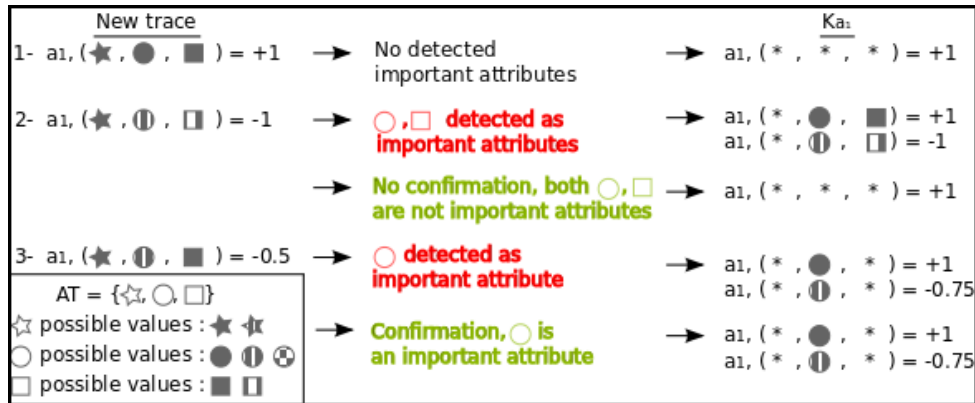 New trace
Ka₁
1- a₁, (★, ●, ■) = +1
No detected
important attributes
a₁, (*, *, *) = +1
2- a₁, (★, ◍, ◨) = -1
○,□ detected as
important attributes
a₁, (*, ●, ■) = +1
a₁, (*, ◍, ◨) = -1
No confirmation, both ○,□
are not important attributes
a₁, (*, *, *) = +1
3- a₁, (★, ◍, ■) = -0.5
○ detected as
important attribute
a₁, (*, ●, *) = +1
a₁, (*, ◍, *) = -0.75
AT = {☆, ○, □}
☆ possible values :
○ possible values :
□ possible values :
Confirmation, ○ is
an important attribute
a₁, (*, ●, *) = +1
a₁, (*, ◍, *) = -0.75